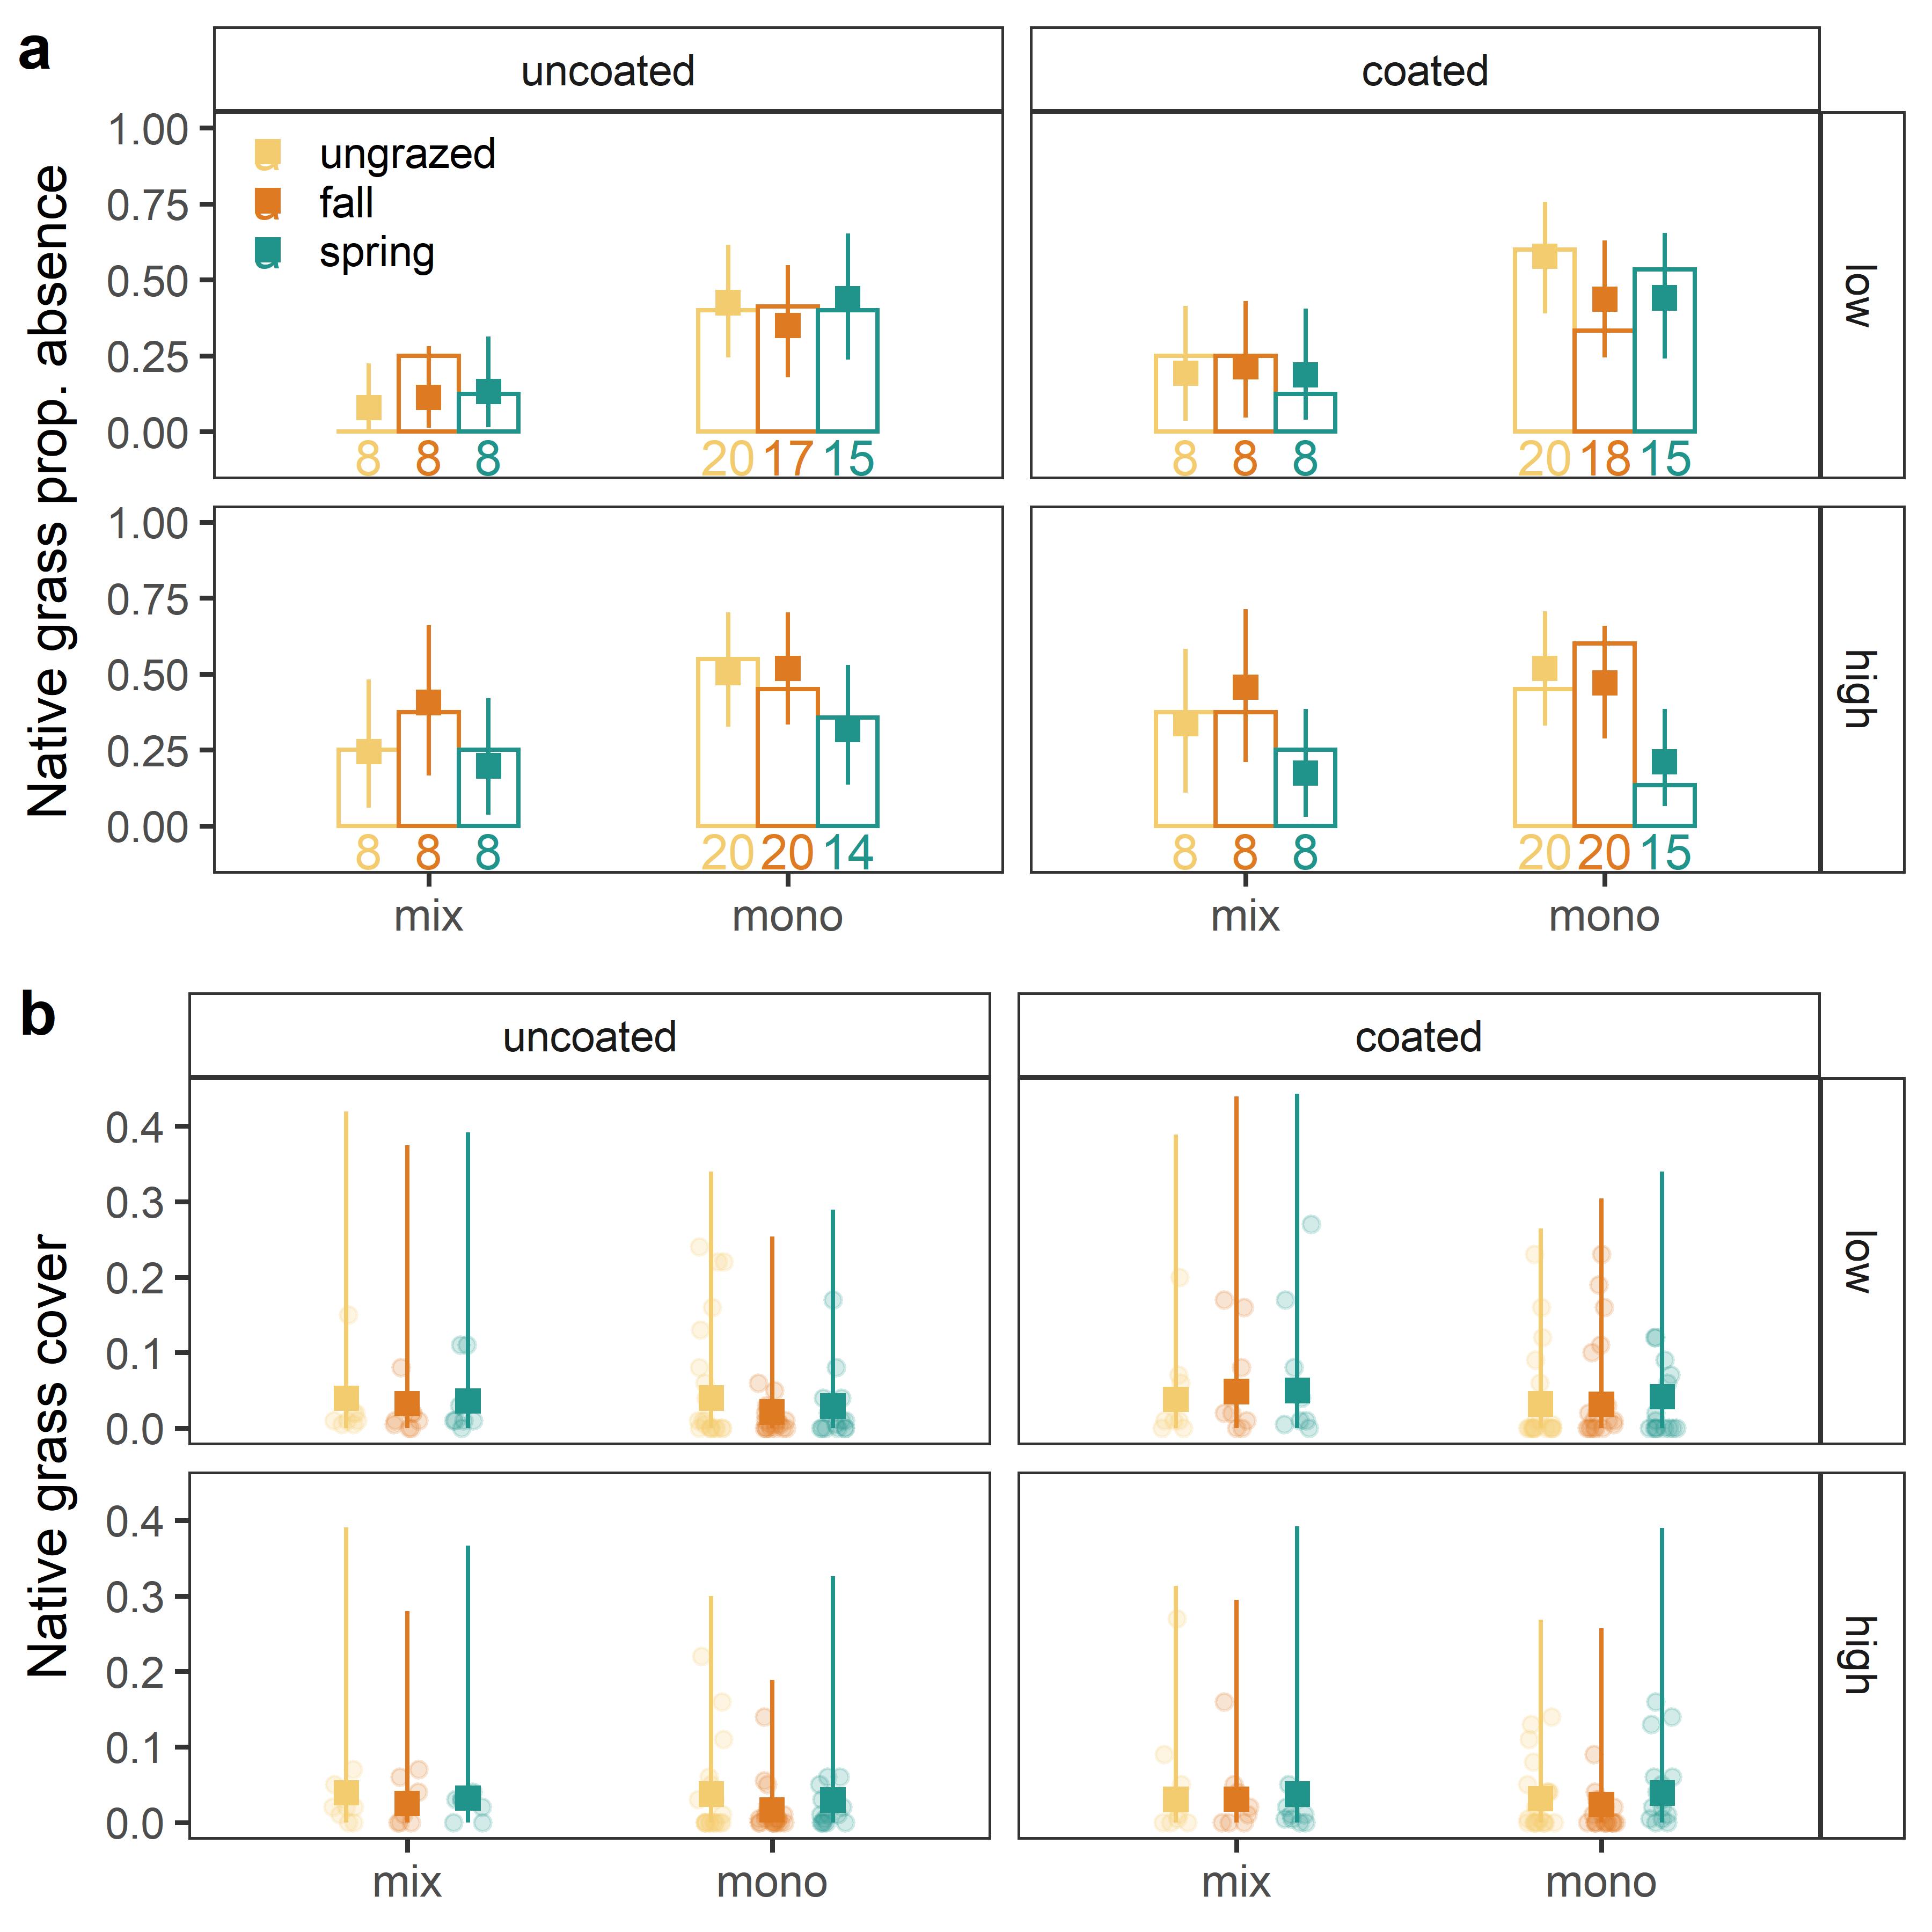 a
uncoated
coated
Native grass prop. absence
1.00
0.75
0.50
0.25
0.00
a ungrazed
a fall
a spring
8 8 8 20 17 15
8 8 8 20 18 15
low
1.00
0.75
0.50
0.25
0.00
8 8 8 20 20 14
8 8 8 20 20 15
high
mix mono
mix mono
b
uncoated
coated
Native grass cover
0.4
0.3
0.2
0.1
0.0
low
0.4
0.3
0.2
0.1
0.0
high
mix mono
mix mono